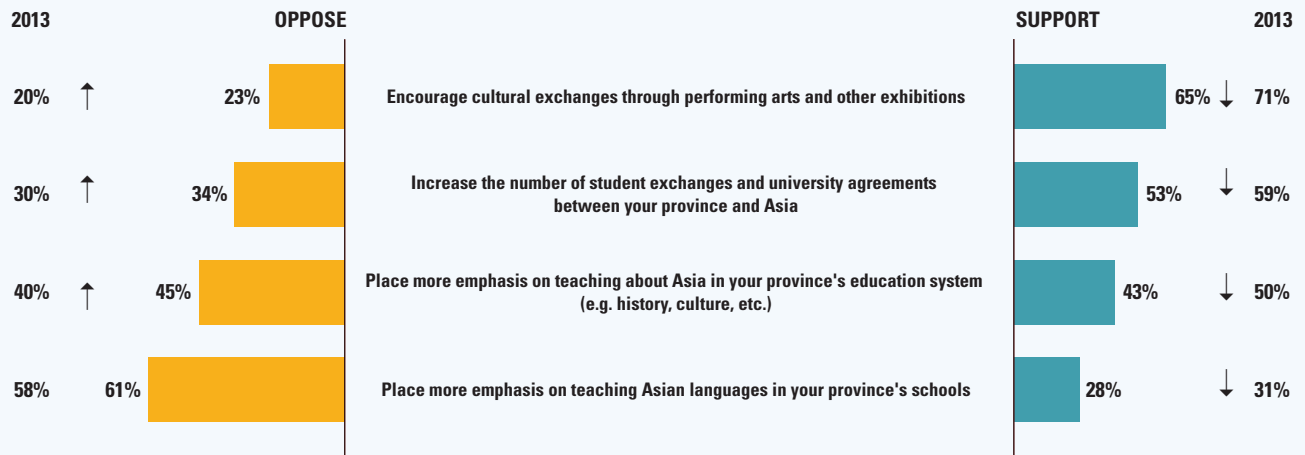 2013 OPPOSE SUPPORT 2013
20% ↑ 23% Encourage cultural exchanges through performing arts and other exhibitions 65% ↓ 71%
30% ↑ 34% Increase the number of student exchanges and university agreements
between your province and Asia 53% ↓ 59%
40% ↑ 45% Place more emphasis on teaching about Asia in your province's education system
(e.g. history, culture, etc.) 43% ↓ 50%
58% 61% Place more emphasis on teaching Asian languages in your province's schools 28% ↓ 31%